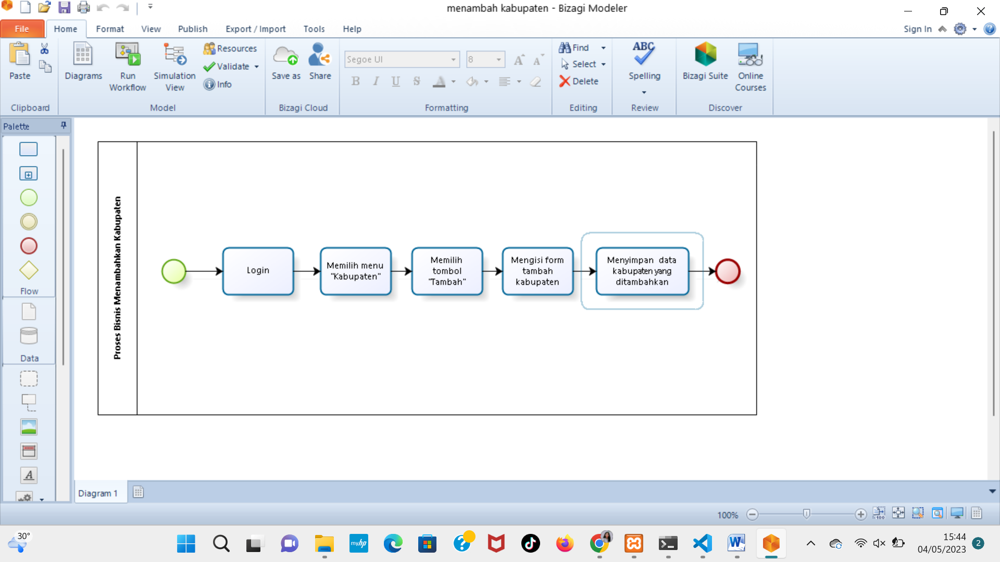 menambah kabupaten - Bizagi Modeler
File Home Format View Publish Export / Import Tools Help Sign In
Paste
Clipboard
Diagrams
Run
Workflow
Simulation
View
Resources
Validate
Info
Model
Save as
Share
Bizagi Cloud
Segoe UI 8
B I U S A
Formatting
Find
Select
Delete
Editing
ABC
Spelling
Review
Bizagi Suite
Online
Courses
Discover
Palette
Flow
Data
A
Proses Bisnis Menambahkan Kabupaten
Login
Memilih menu
"Kabupaten"
Memilih
tombol
"Tambah"
Mengisi form
tambah
kabupaten
Menyimpan data
kabupaten yang
ditambahkan
Diagram 1
100%
100
30°
myhp
15:44
04/05/2023
2